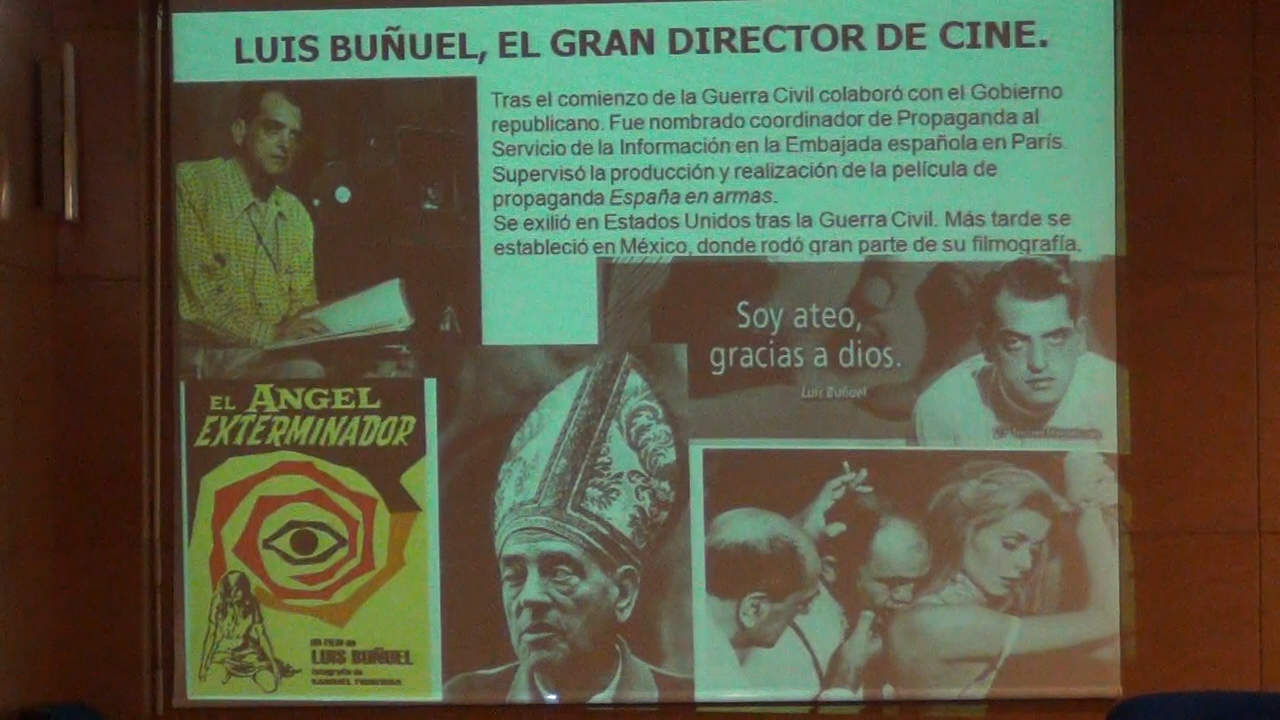 LUIS BUÑUEL, EL GRAN DIRECTOR DE CINE.
Tras el comienzo de la Guerra Civil colaboró con el Gobierno
republicano. Fue nombrado coordinador de Propaganda al
Servicio de la Información en la Embajada española en París.
Supervisó la producción y realización de la película de
propaganda España en armas.
Se exilió en Estados Unidos tras la Guerra Civil. Más tarde se
estableció en México, donde rodó gran parte de su filmografía.
Soy ateo,
gracias a dios.
Luis Buñuel
EL ANGEL
EXTERMINADOR
UN FILM de
LUIS BUÑUEL